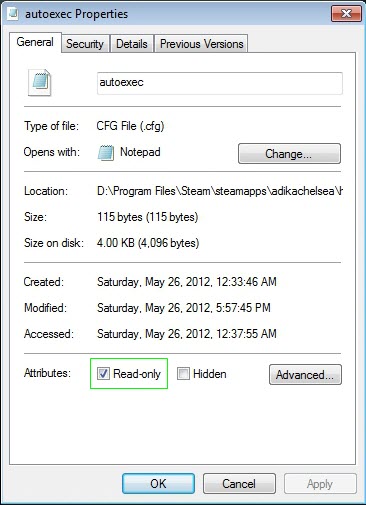 autoexec Properties
General Security Details Previous Versions
autoexec
Type of file: CFG File (.cfg)
Opens with: Notepad Change...
Location: D:\Program Files\Steam\steamapps\adikachelsea\h
Size: 115 bytes (115 bytes)
Size on disk: 4.00 KB (4,096 bytes)
Created: Saturday, May 26, 2012, 12:33:46 AM
Modified: Saturday, May 26, 2012, 5:57:45 PM
Accessed: Saturday, May 26, 2012, 12:37:55 AM
Attributes: Read-only Hidden Advanced...
OK Cancel Apply